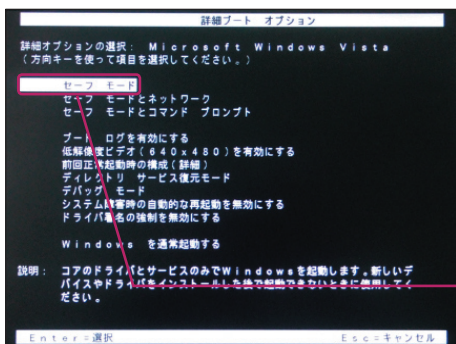 詳細ブート オプション
詳細オプションの選択: Microsoft Windows Vista
(方向キーを使って項目を選択してください。)
セーフ モード
セーフ モードとネットワーク
セーフ モードとコマンド プロンプト
ブート ログを有効にする
低解像度ビデオ(640x480)を有効にする
前回正常起動時の構成(詳細)
ディレクトリ サービス復元モード
デバッグ モード
システム障害時の自動的な再起動を無効にする
ドライバ署名の強制を無効にする
Windows を通常起動する
説明: コアのドライバとサービスのみでWindowsを起動します。新しいデ
バイスやドライバをインストールした後で起動できないときに使用してく
ださい。
Enter=選択 Esc=キャンセル